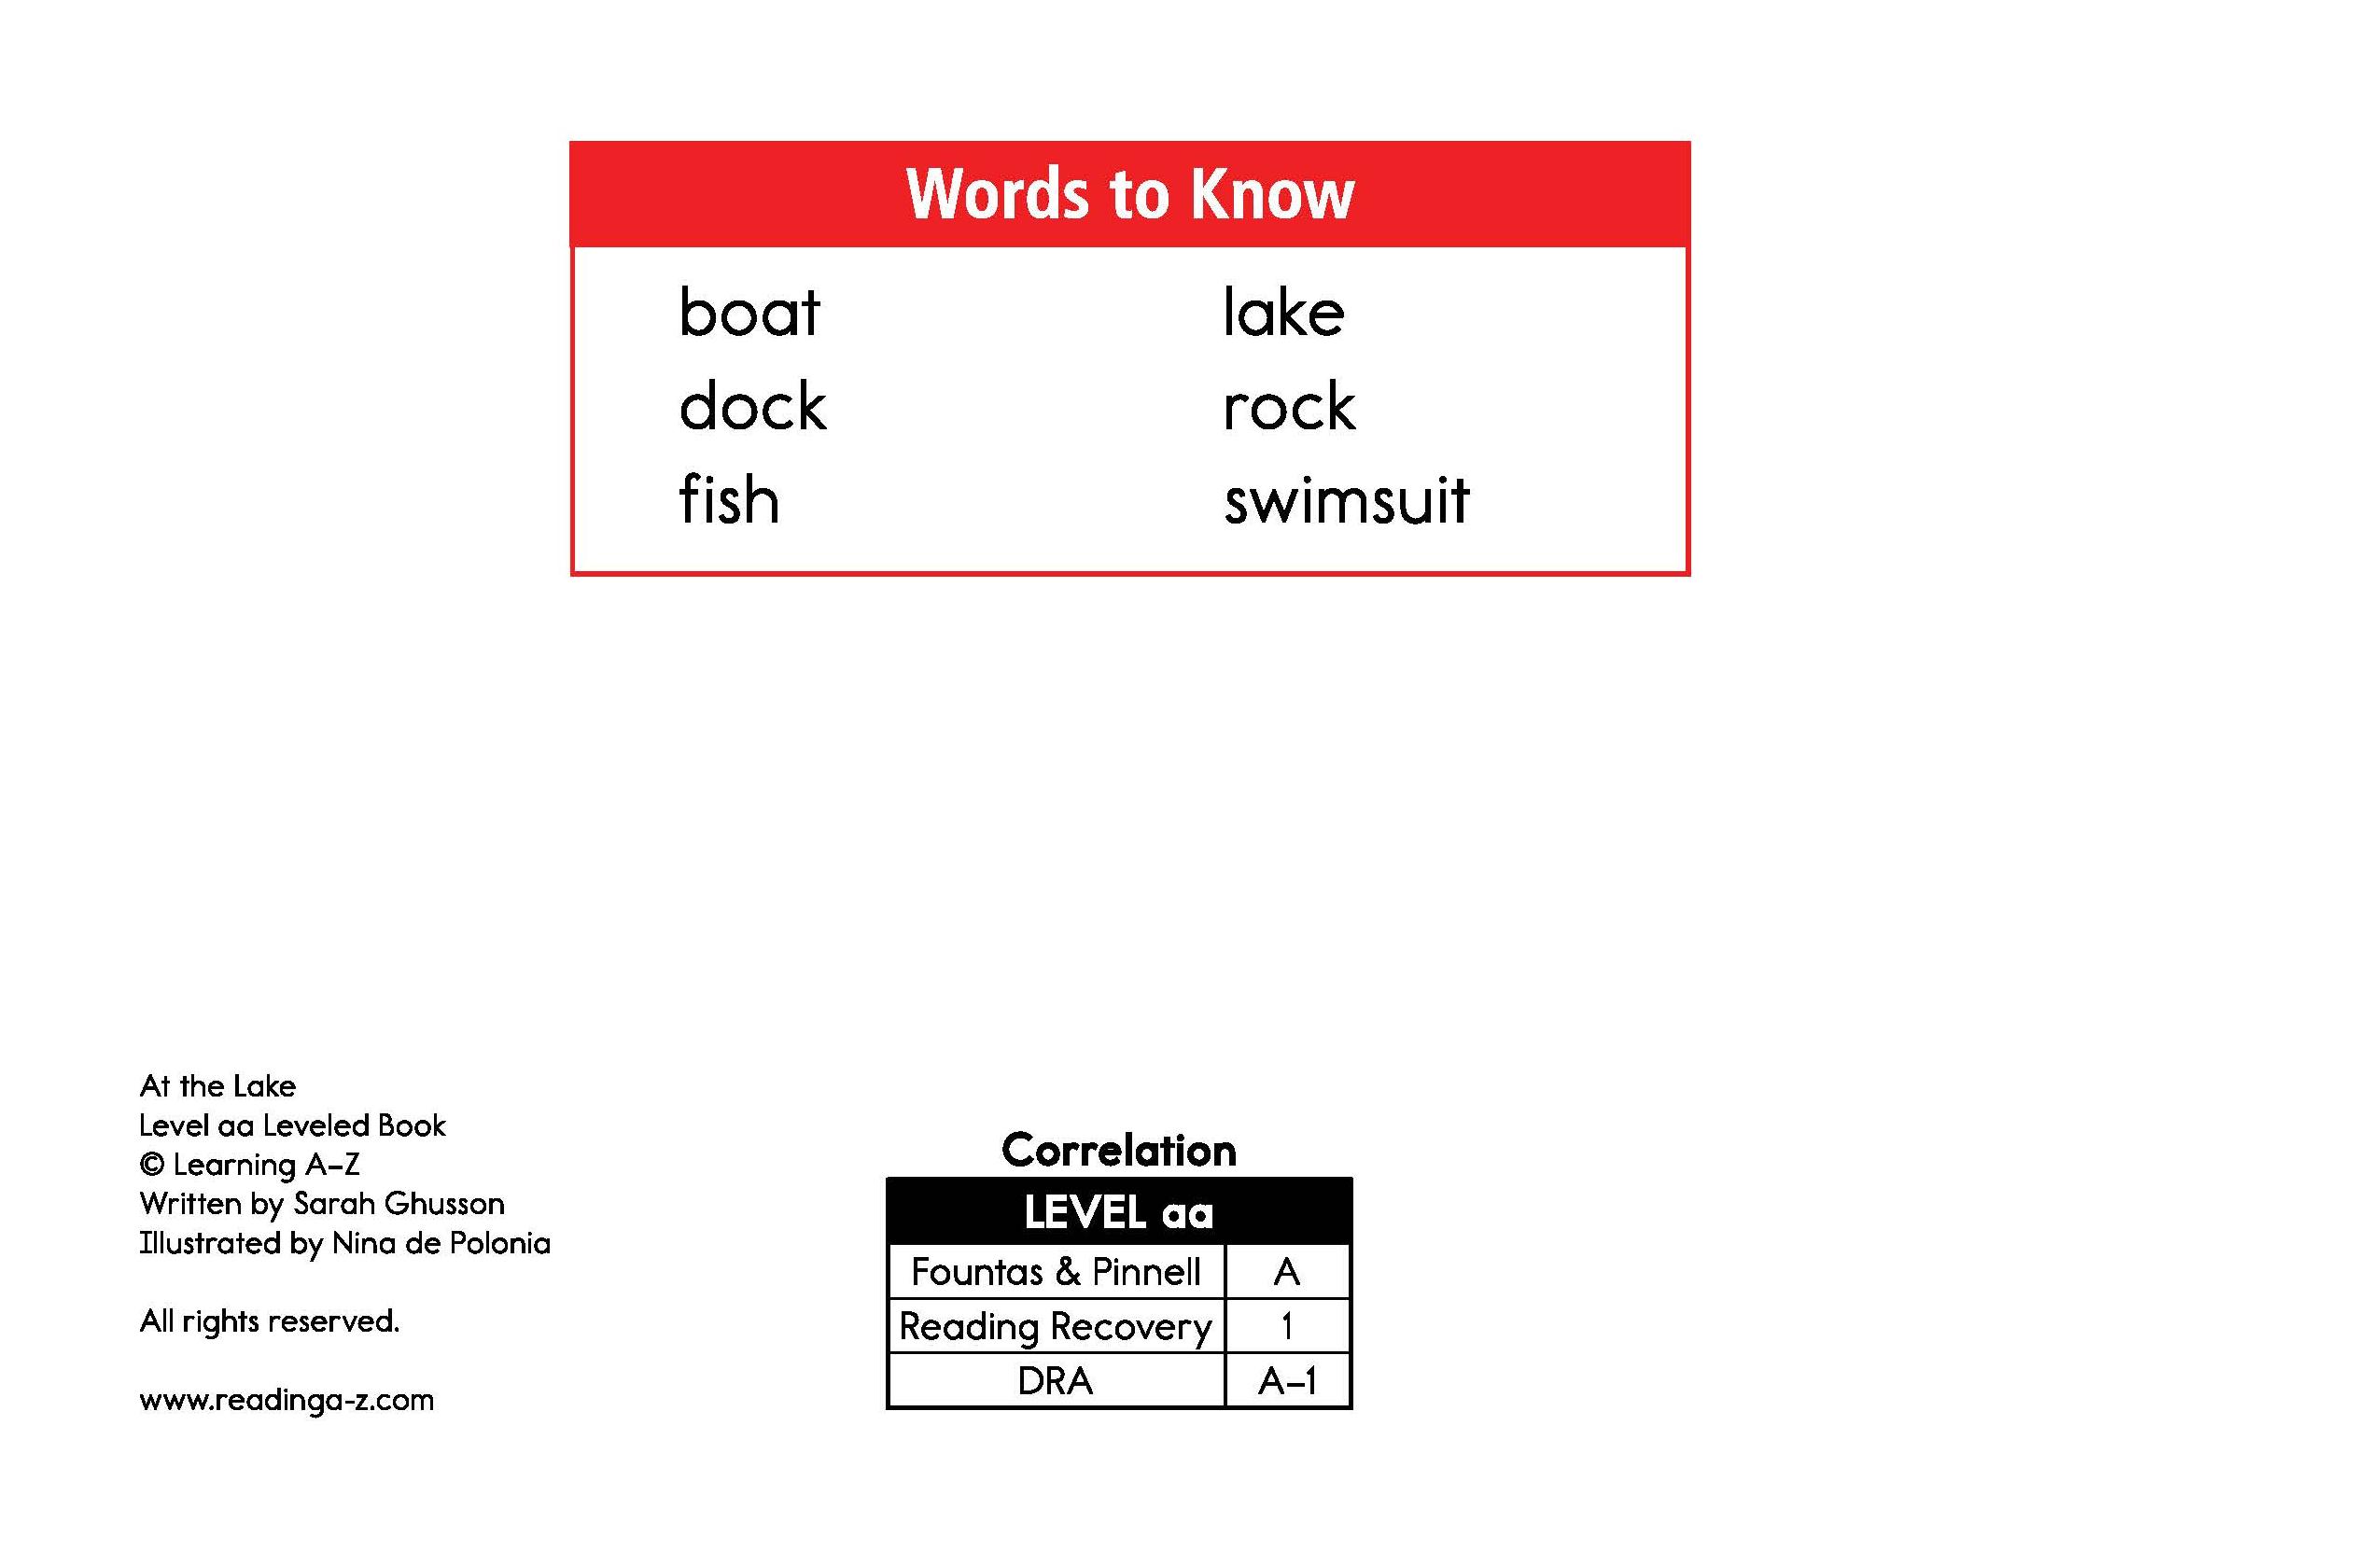 Words to Know
boat lake
dock rock
fish swimsuit
At the Lake
Level aa Leveled Book
© Learning A–Z
Written by Sarah Ghusson
Illustrated by Nina de Polonia
All rights reserved.
www.readinga-z.com
Correlation
LEVEL aa
Fountas & Pinnell A
Reading Recovery 1
DRA A–1